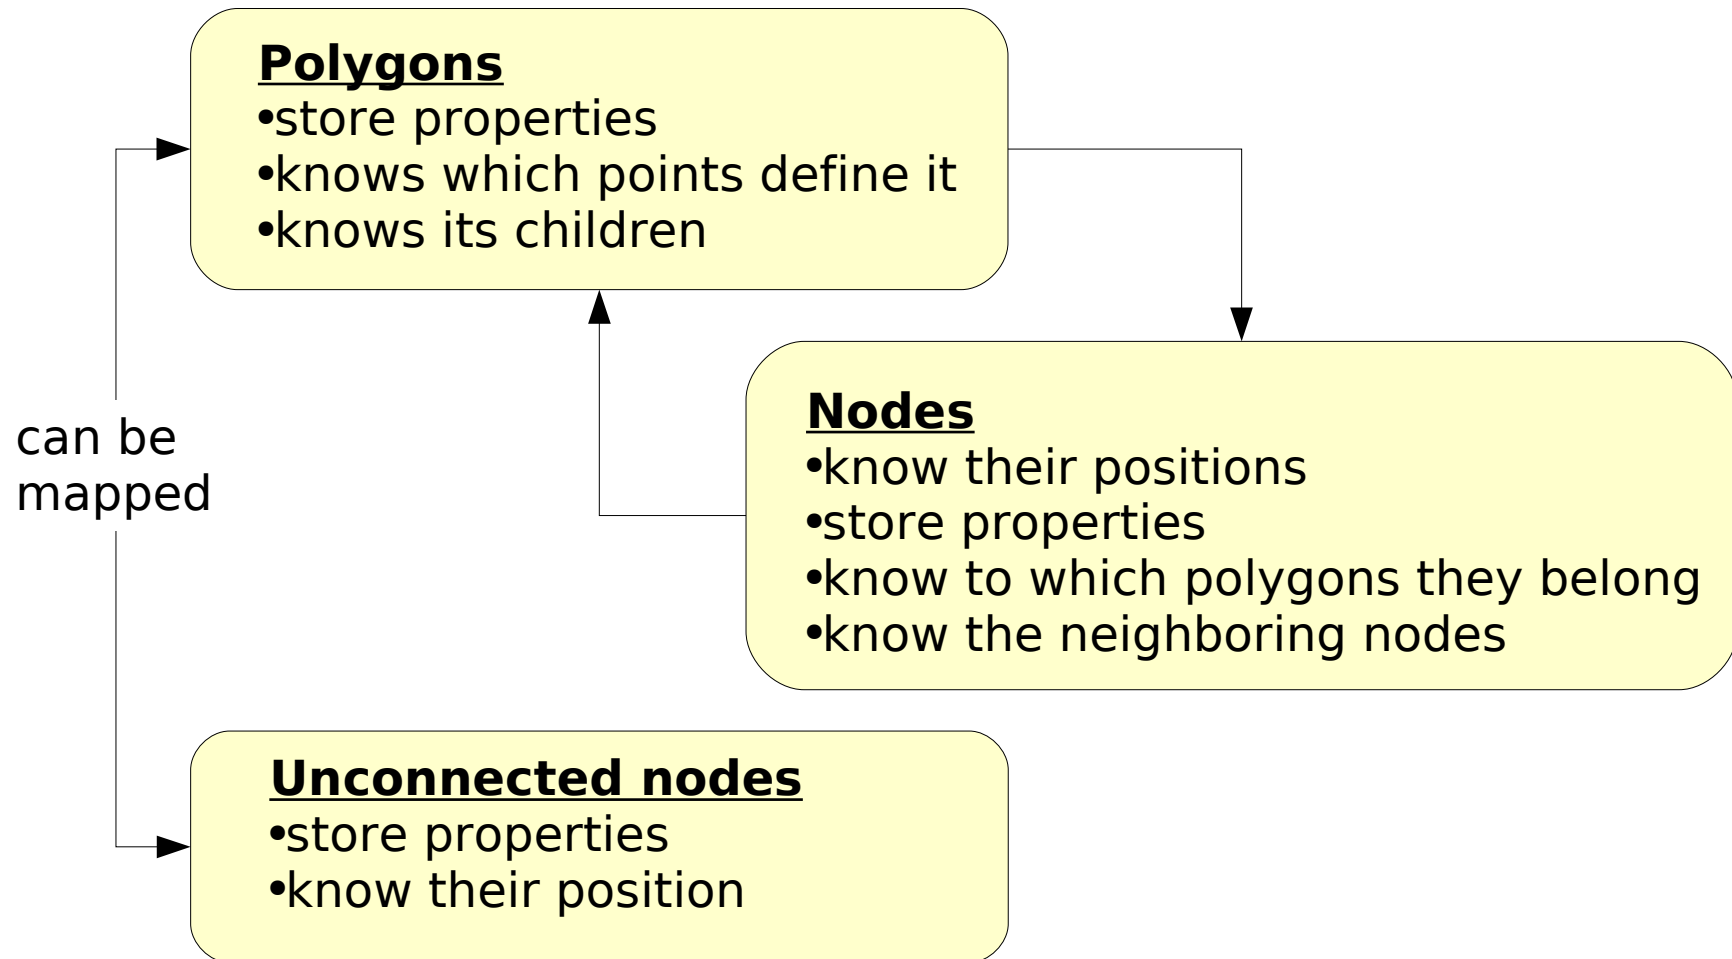 Polygons
•store properties
•knows which points define it
•knows its children
can be
mapped
Nodes
•know their positions
•store properties
•know to which polygons they belong
•know the neighboring nodes
Unconnected nodes
•store properties
•know their position